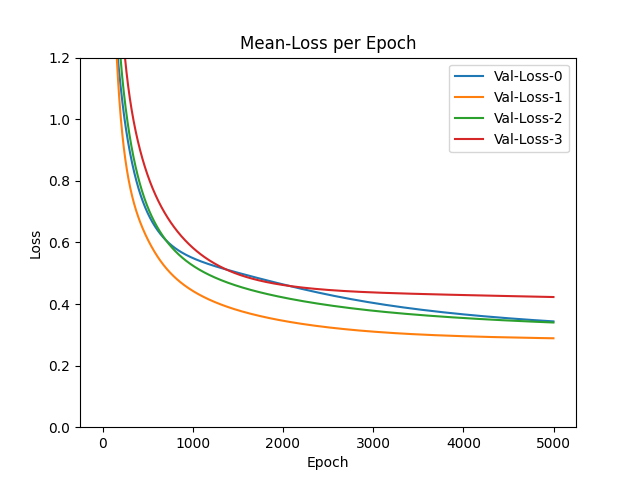 Mean-Loss per Epoch
Val-Loss-0
Val-Loss-1
Val-Loss-2
Val-Loss-3
Loss
1.2
1.0
0.8
0.6
0.4
0.2
0.0
0 1000 2000 3000 4000 5000
Epoch